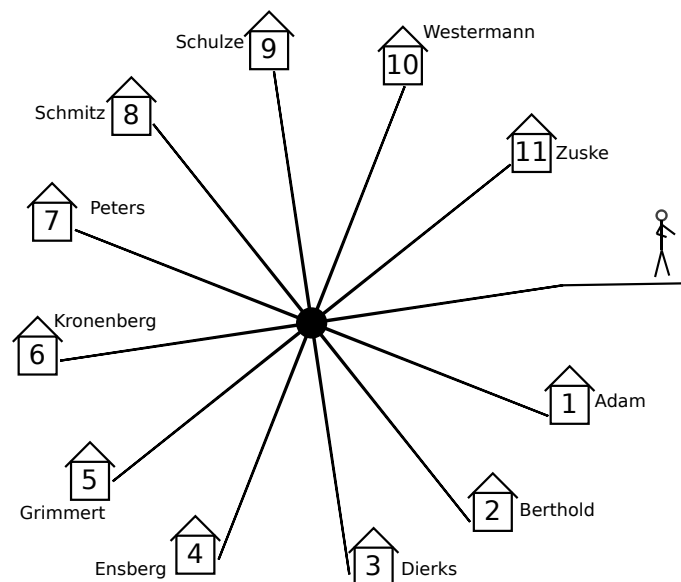 Schulze 9
Westermann
10
Schmitz 8
11 Zuske
7 Peters
Kronenberg
6
1 Adam
5
2 Berthold
Grimmert
4
Ensberg
3 Dierks